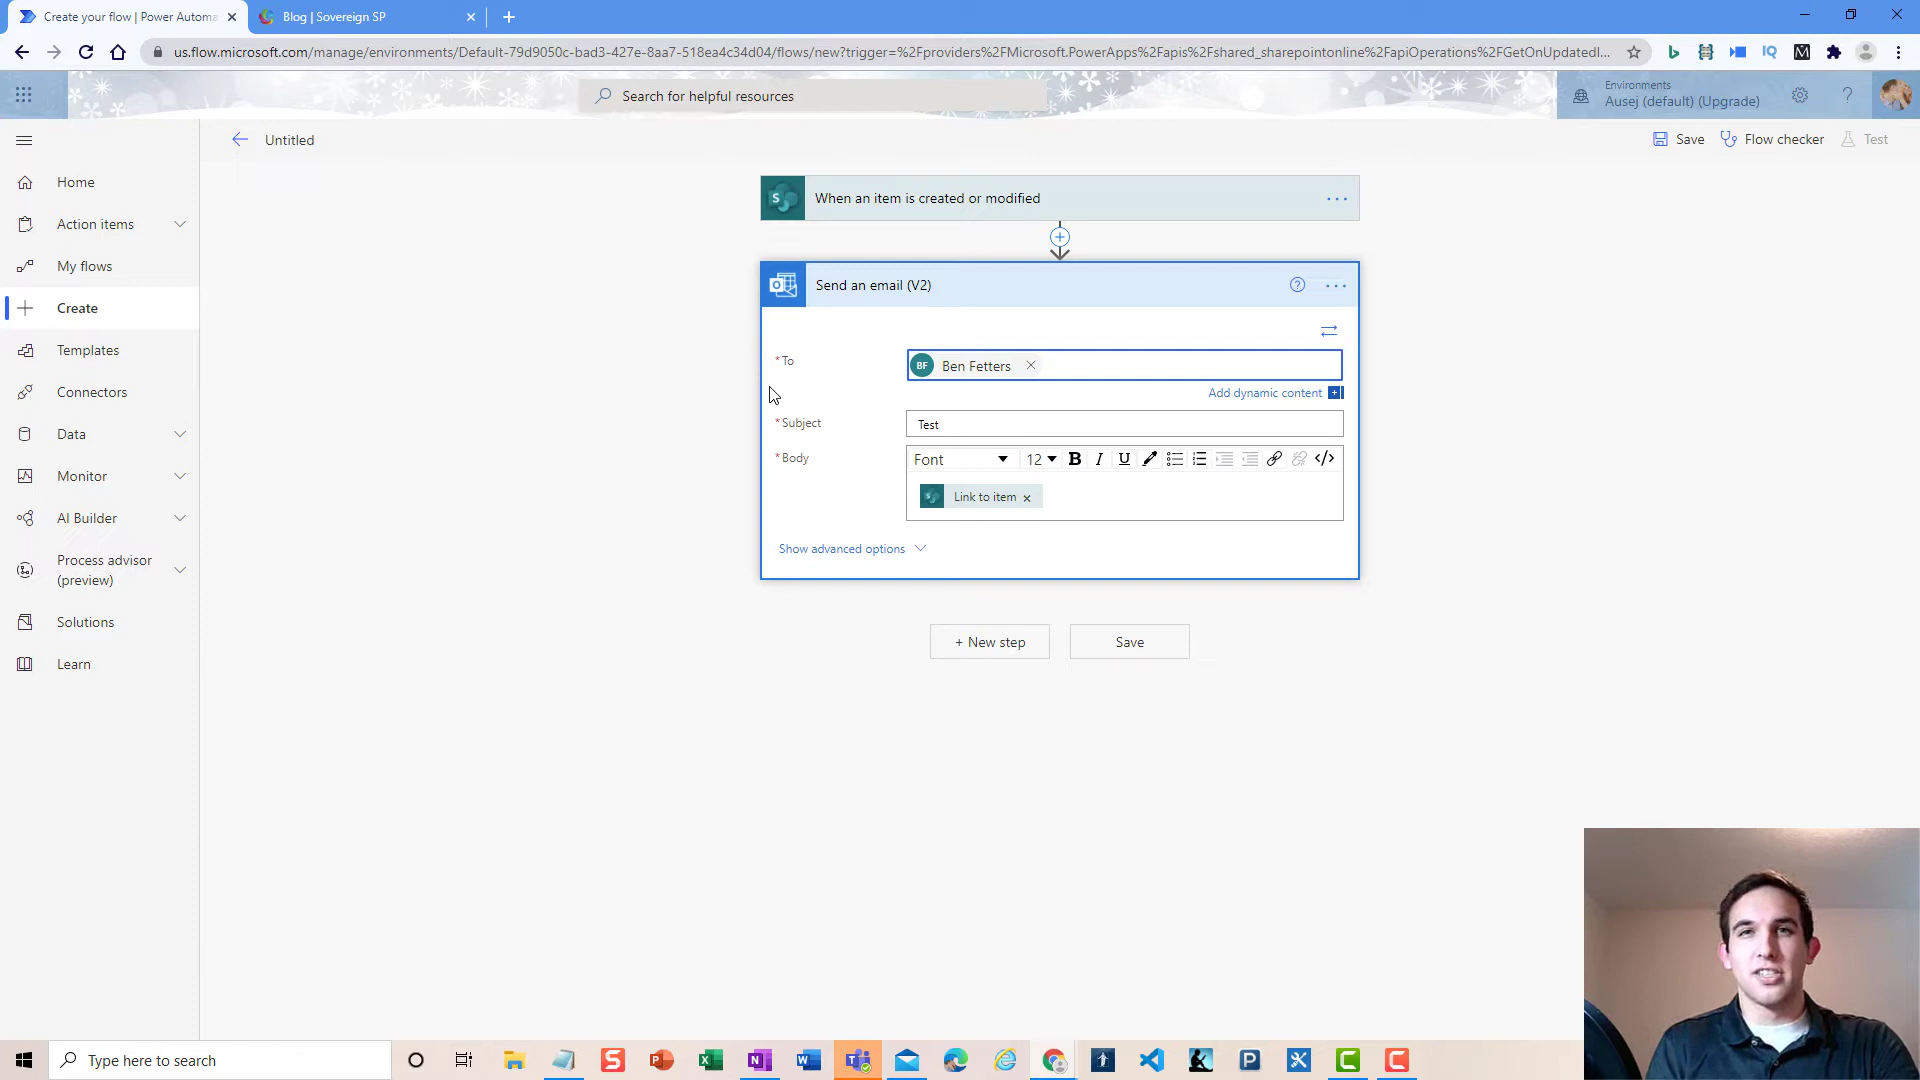 Create your flow | Power Automa
Blog | Sovereign SP
us.flow.microsoft.com/manage/environments/Default-79d9050c-bad3-427e-8aa7-518ea4c34d04/flows/new?trigger=%2Fproviders%2FMicrosoft.PowerApps%2Fapis%2Fshared_sharepointonline%2FapiOperations%2FGetOnUpdatedI...
Search for helpful resources
Environments
Ausej (default) (Upgrade)
Untitled
Save
Flow checker
Test
Home
Action items
My flows
Create
Templates
Connectors
Data
Monitor
AI Builder
Process advisor
(preview)
Solutions
Learn
When an item is created or modified
Send an email (V2)
* To
BF Ben Fetters
Add dynamic content
* Subject
Test
* Body
Font 12 B I U </>
Link to item
Show advanced options
+ New step
Save
Type here to search